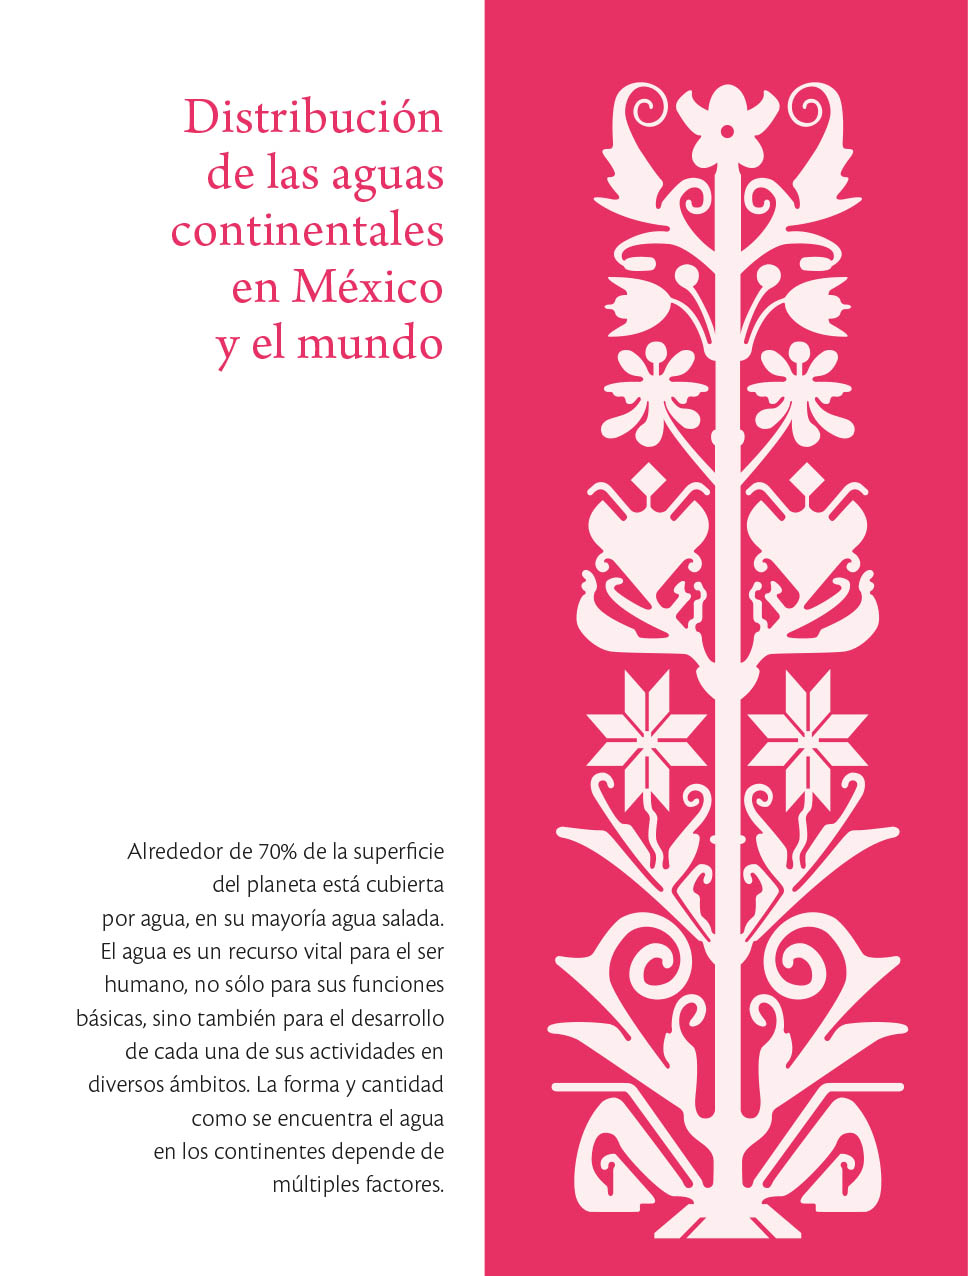 Distribución
de las aguas
continentales
en México
y el mundo
Alrededor de 70% de la superficie
del planeta está cubierta
por agua, en su mayoría agua salada.
El agua es un recurso vital para el ser
humano, no sólo para sus funciones
básicas, sino también para el desarrollo
de cada una de sus actividades en
diversos ámbitos. La forma y cantidad
como se encuentra el agua
en los continentes depende de
múltiples factores.